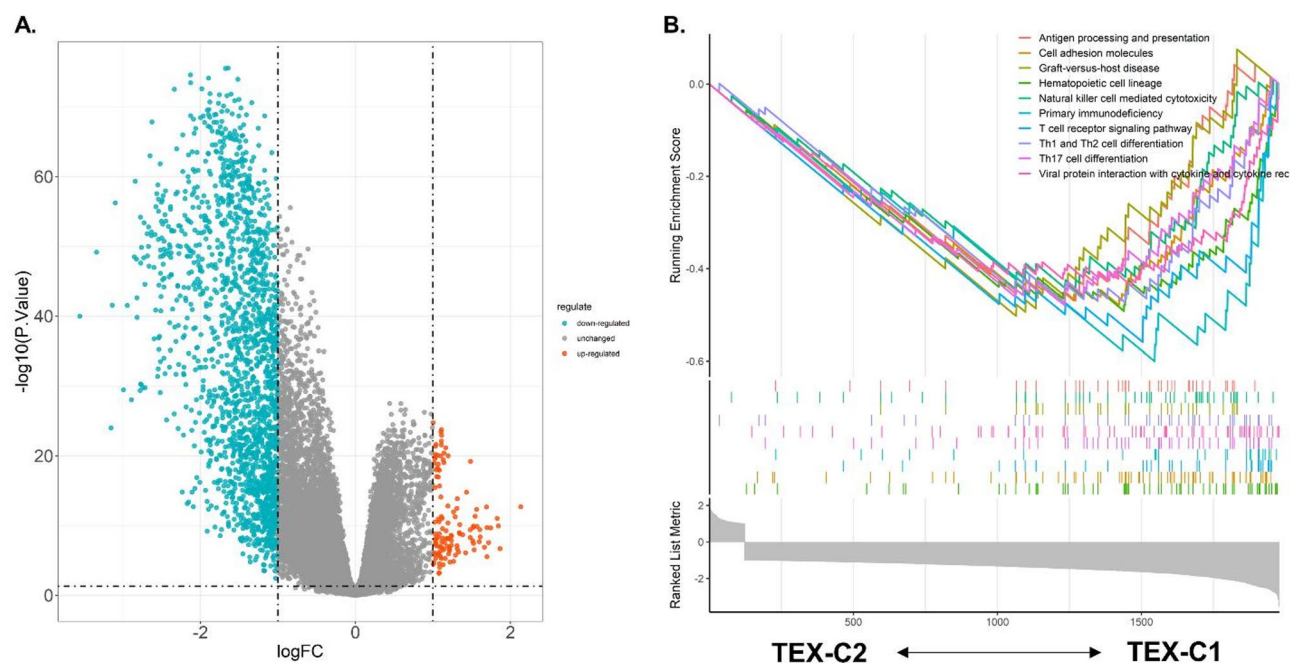 A.
60
40
20
0
-log10(P.Value)
-2
0
2
logFC
regulate
down-regulated
unchanged
up-regulated
B.
Antigen processing and presentation
Cell adhesion molecules
Graft-versus-host disease
Hematopoietic cell lineage
Natural killer cell mediated cytotoxicity
Primary immunodeficiency
T cell receptor signaling pathway
Th1 and Th2 cell differentiation
Th17 cell differentiation
Viral protein interaction with cytokine and cytokine rec
0.0
-0.2
-0.4
-0.6
Running Enrichment Score
2
0
-2
Ranked List Metric
500
1000
1500
TEX-C2
TEX-C1